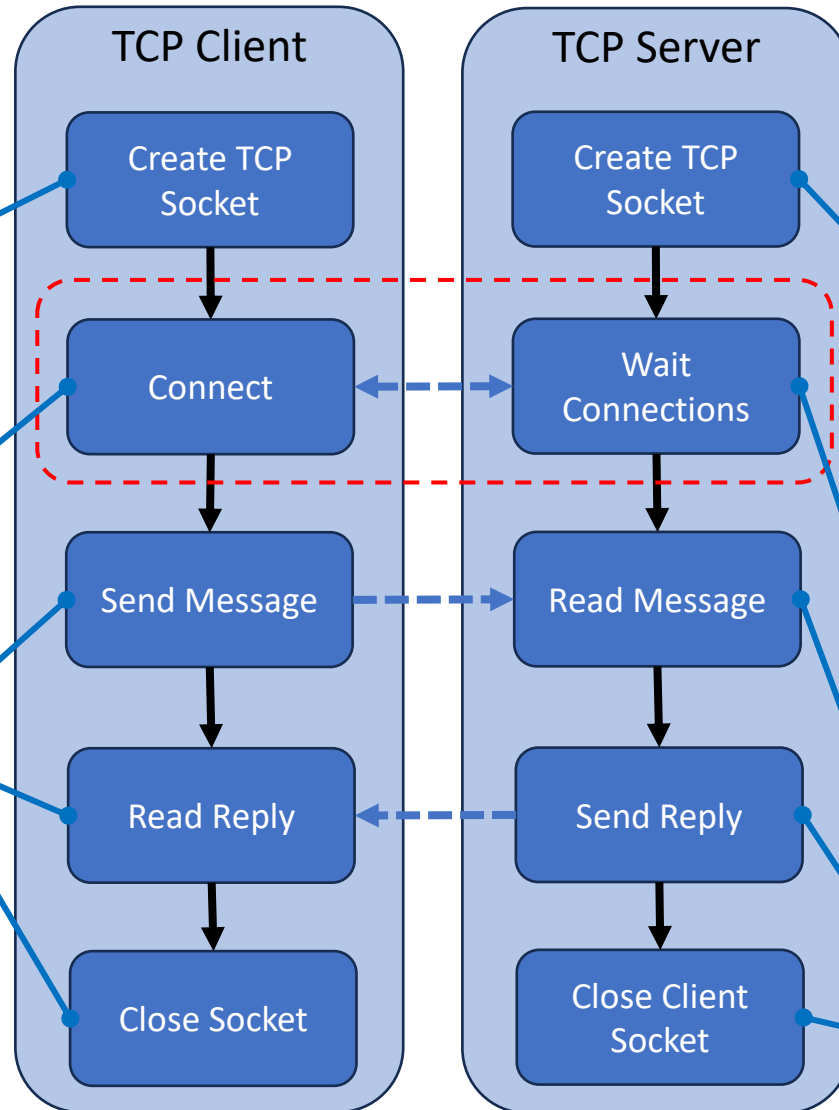 TCP Client
Create TCP
Socket
Connect
Send Message
Read Reply
Close Socket
TCP Server
Create TCP
Socket
Wait
Connections
Read Message
Send Reply
Close Client
Socket